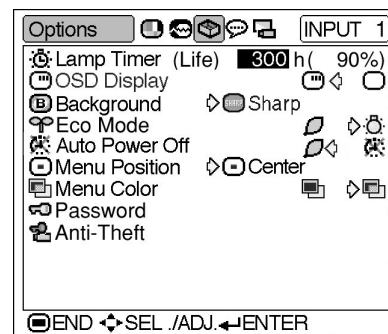 Options INPUT 1
Lamp Timer (Life) 300 h( 90%)
OSD Display
B Background SHARP Sharp
Eco Mode
Auto Power Off
Menu Position Center
Menu Color
Password
Anti-Theft
END SEL ./ADJ. ENTER